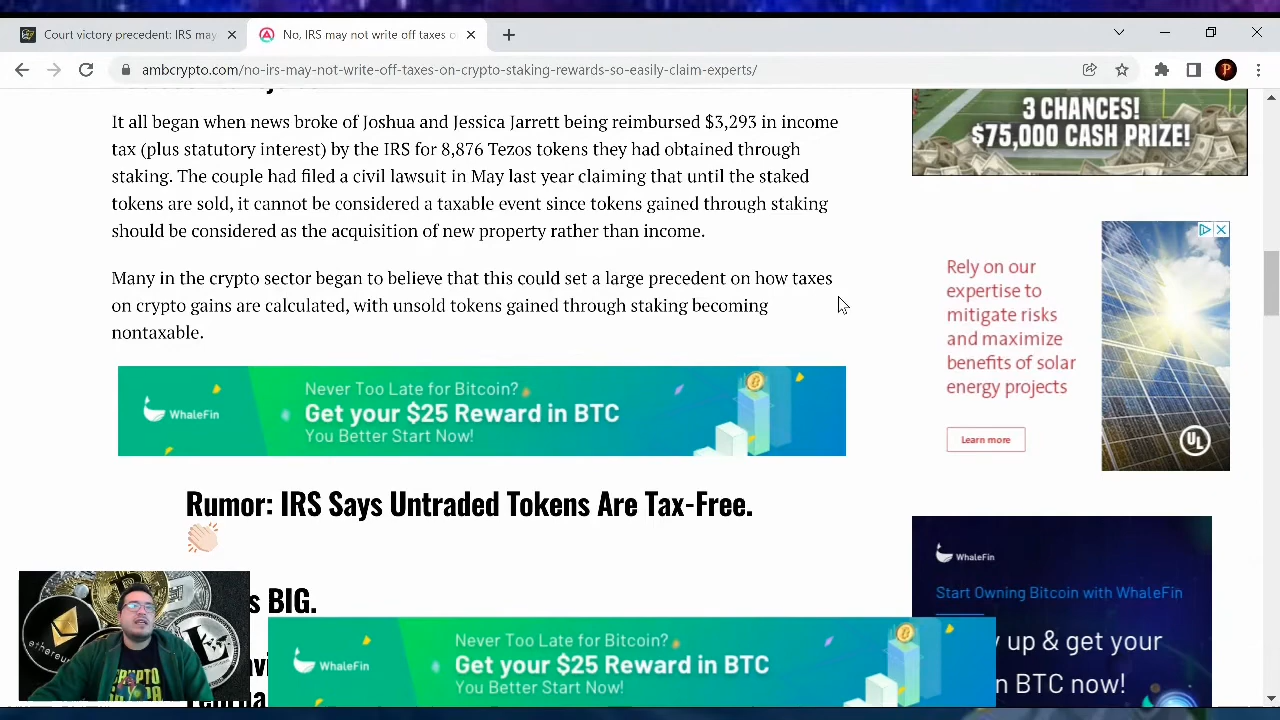 Court victory precedent: IRS may
No, IRS may not write off taxes o
ambcrypto.com/no-irs-may-not-write-off-taxes-on-crypto-staking-rewards-so-easily-claim-experts/
It all began when news broke of Joshua and Jessica Jarrett being reimbursed $3,293 in income
tax (plus statutory interest) by the IRS for 8,876 Tezos tokens they had obtained through
staking. The couple had filed a civil lawsuit in May last year claiming that until the staked
tokens are sold, it cannot be considered a taxable event since tokens gained through staking
should be considered as the acquisition of new property rather than income.
Many in the crypto sector began to believe that this could set a large precedent on how taxes
on crypto gains are calculated, with unsold tokens gained through staking becoming
nontaxable.
Never Too Late for Bitcoin?
WhaleFin
Get your $25 Reward in BTC
You Better Start Now!
Rumor: IRS Says Untraded Tokens Are Tax-Free.
s BIG.
Never Too Late for Bitcoin?
WhaleFin
Get your $25 Reward in BTC
You Better Start Now!
ethereum
CRYPTO
3 CHANCES!
$75,000 CASH PRIZE!
Rely on our
expertise to
mitigate risks
and maximize
benefits of solar
energy projects
Learn more
UL
WhaleFin
Start Owning Bitcoin with WhaleFin
up & get your
n BTC now!